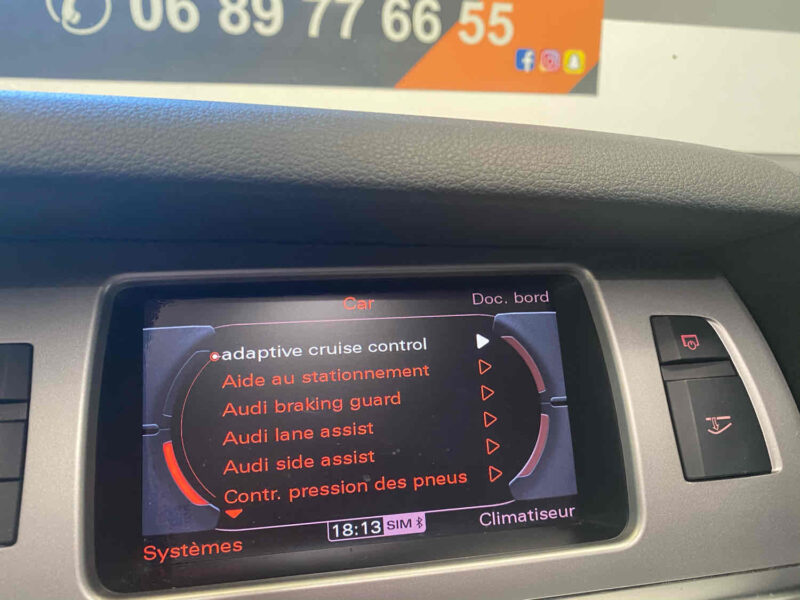 06 89 77 66 55
Car
Doc. bord
adaptive cruise control
Aide au stationnement
Audi braking guard
Audi lane assist
Audi side assist
Contr. pression des pneus
18:13 SIM
Systèmes
Climatiseur